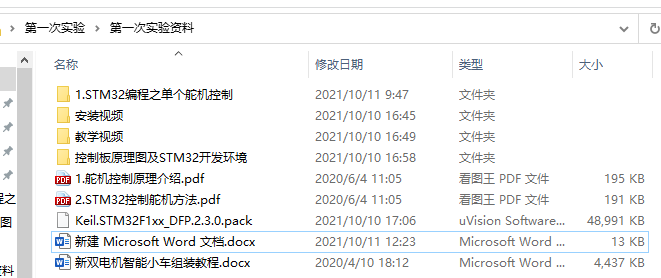 第一次实验 > 第一次实验资料
名称 修改日期 类型 大小
1.STM32编程之单个舵机控制 2021/10/11 9:47 文件夹
安装视频 2021/10/10 16:45 文件夹
教学视频 2021/10/10 16:49 文件夹
控制板原理图及STM32开发环境 2021/10/10 16:58 文件夹
PDF 1.舵机控制原理介绍.pdf 2020/6/4 11:05 看图王 PDF 文件 195 KB
PDF 2.STM32控制舵机方法.pdf 2020/6/4 11:05 看图王 PDF 文件 191 KB
Keil.STM32F1xx_DFP.2.3.0.pack 2021/10/10 17:06 uVision Software... 48,991 KB
程之
新建 Microsoft Word 文档.docx 2021/10/11 12:23 Microsoft Word ... 13 KB
图
新双电机智能小车组装教程.docx 2020/4/10 18:12 Microsoft Word ... 4,437 KB
资料